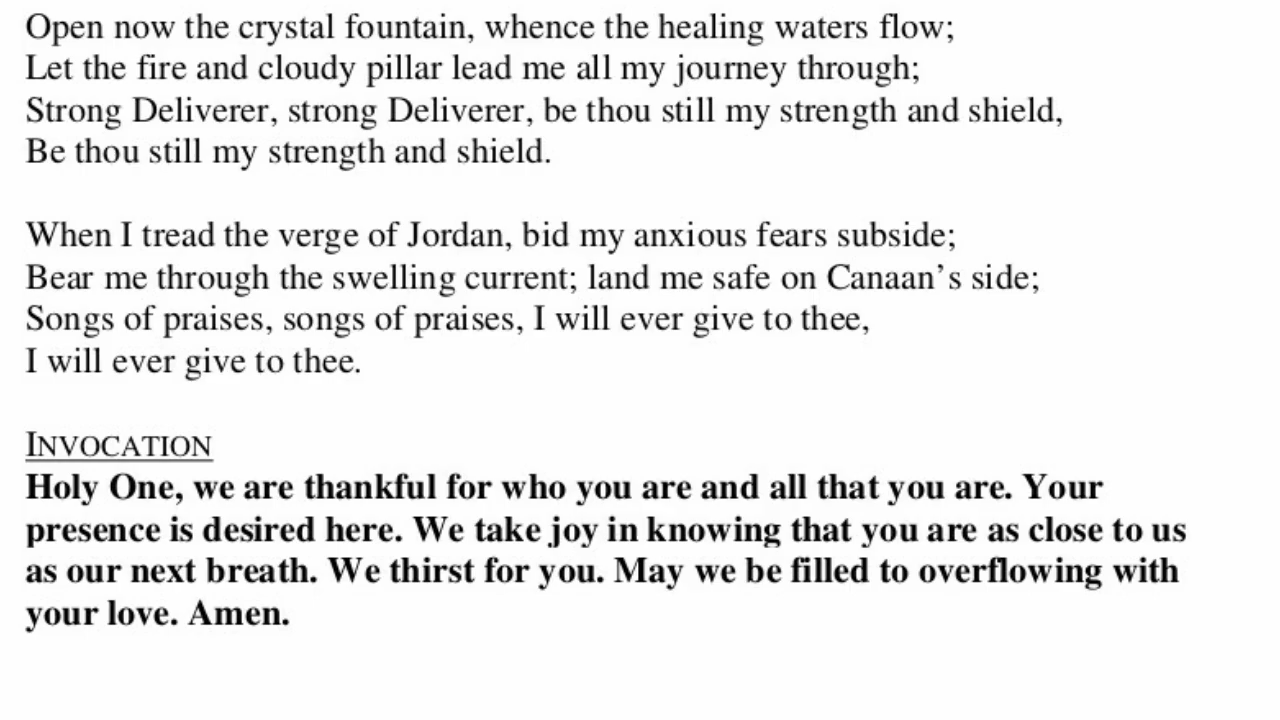 Open now the crystal fountain, whence the healing waters flow;
Let the fire and cloudy pillar lead me all my journey through;
Strong Deliverer, strong Deliverer, be thou still my strength and shield,
Be thou still my strength and shield.
When I tread the verge of Jordan, bid my anxious fears subside;
Bear me through the swelling current; land me safe on Canaan’s side;
Songs of praises, songs of praises, I will ever give to thee,
I will ever give to thee.
INVOCATION
Holy One, we are thankful for who you are and all that you are. Your
presence is desired here. We take joy in knowing that you are as close to us
as our next breath. We thirst for you. May we be filled to overflowing with
your love. Amen.